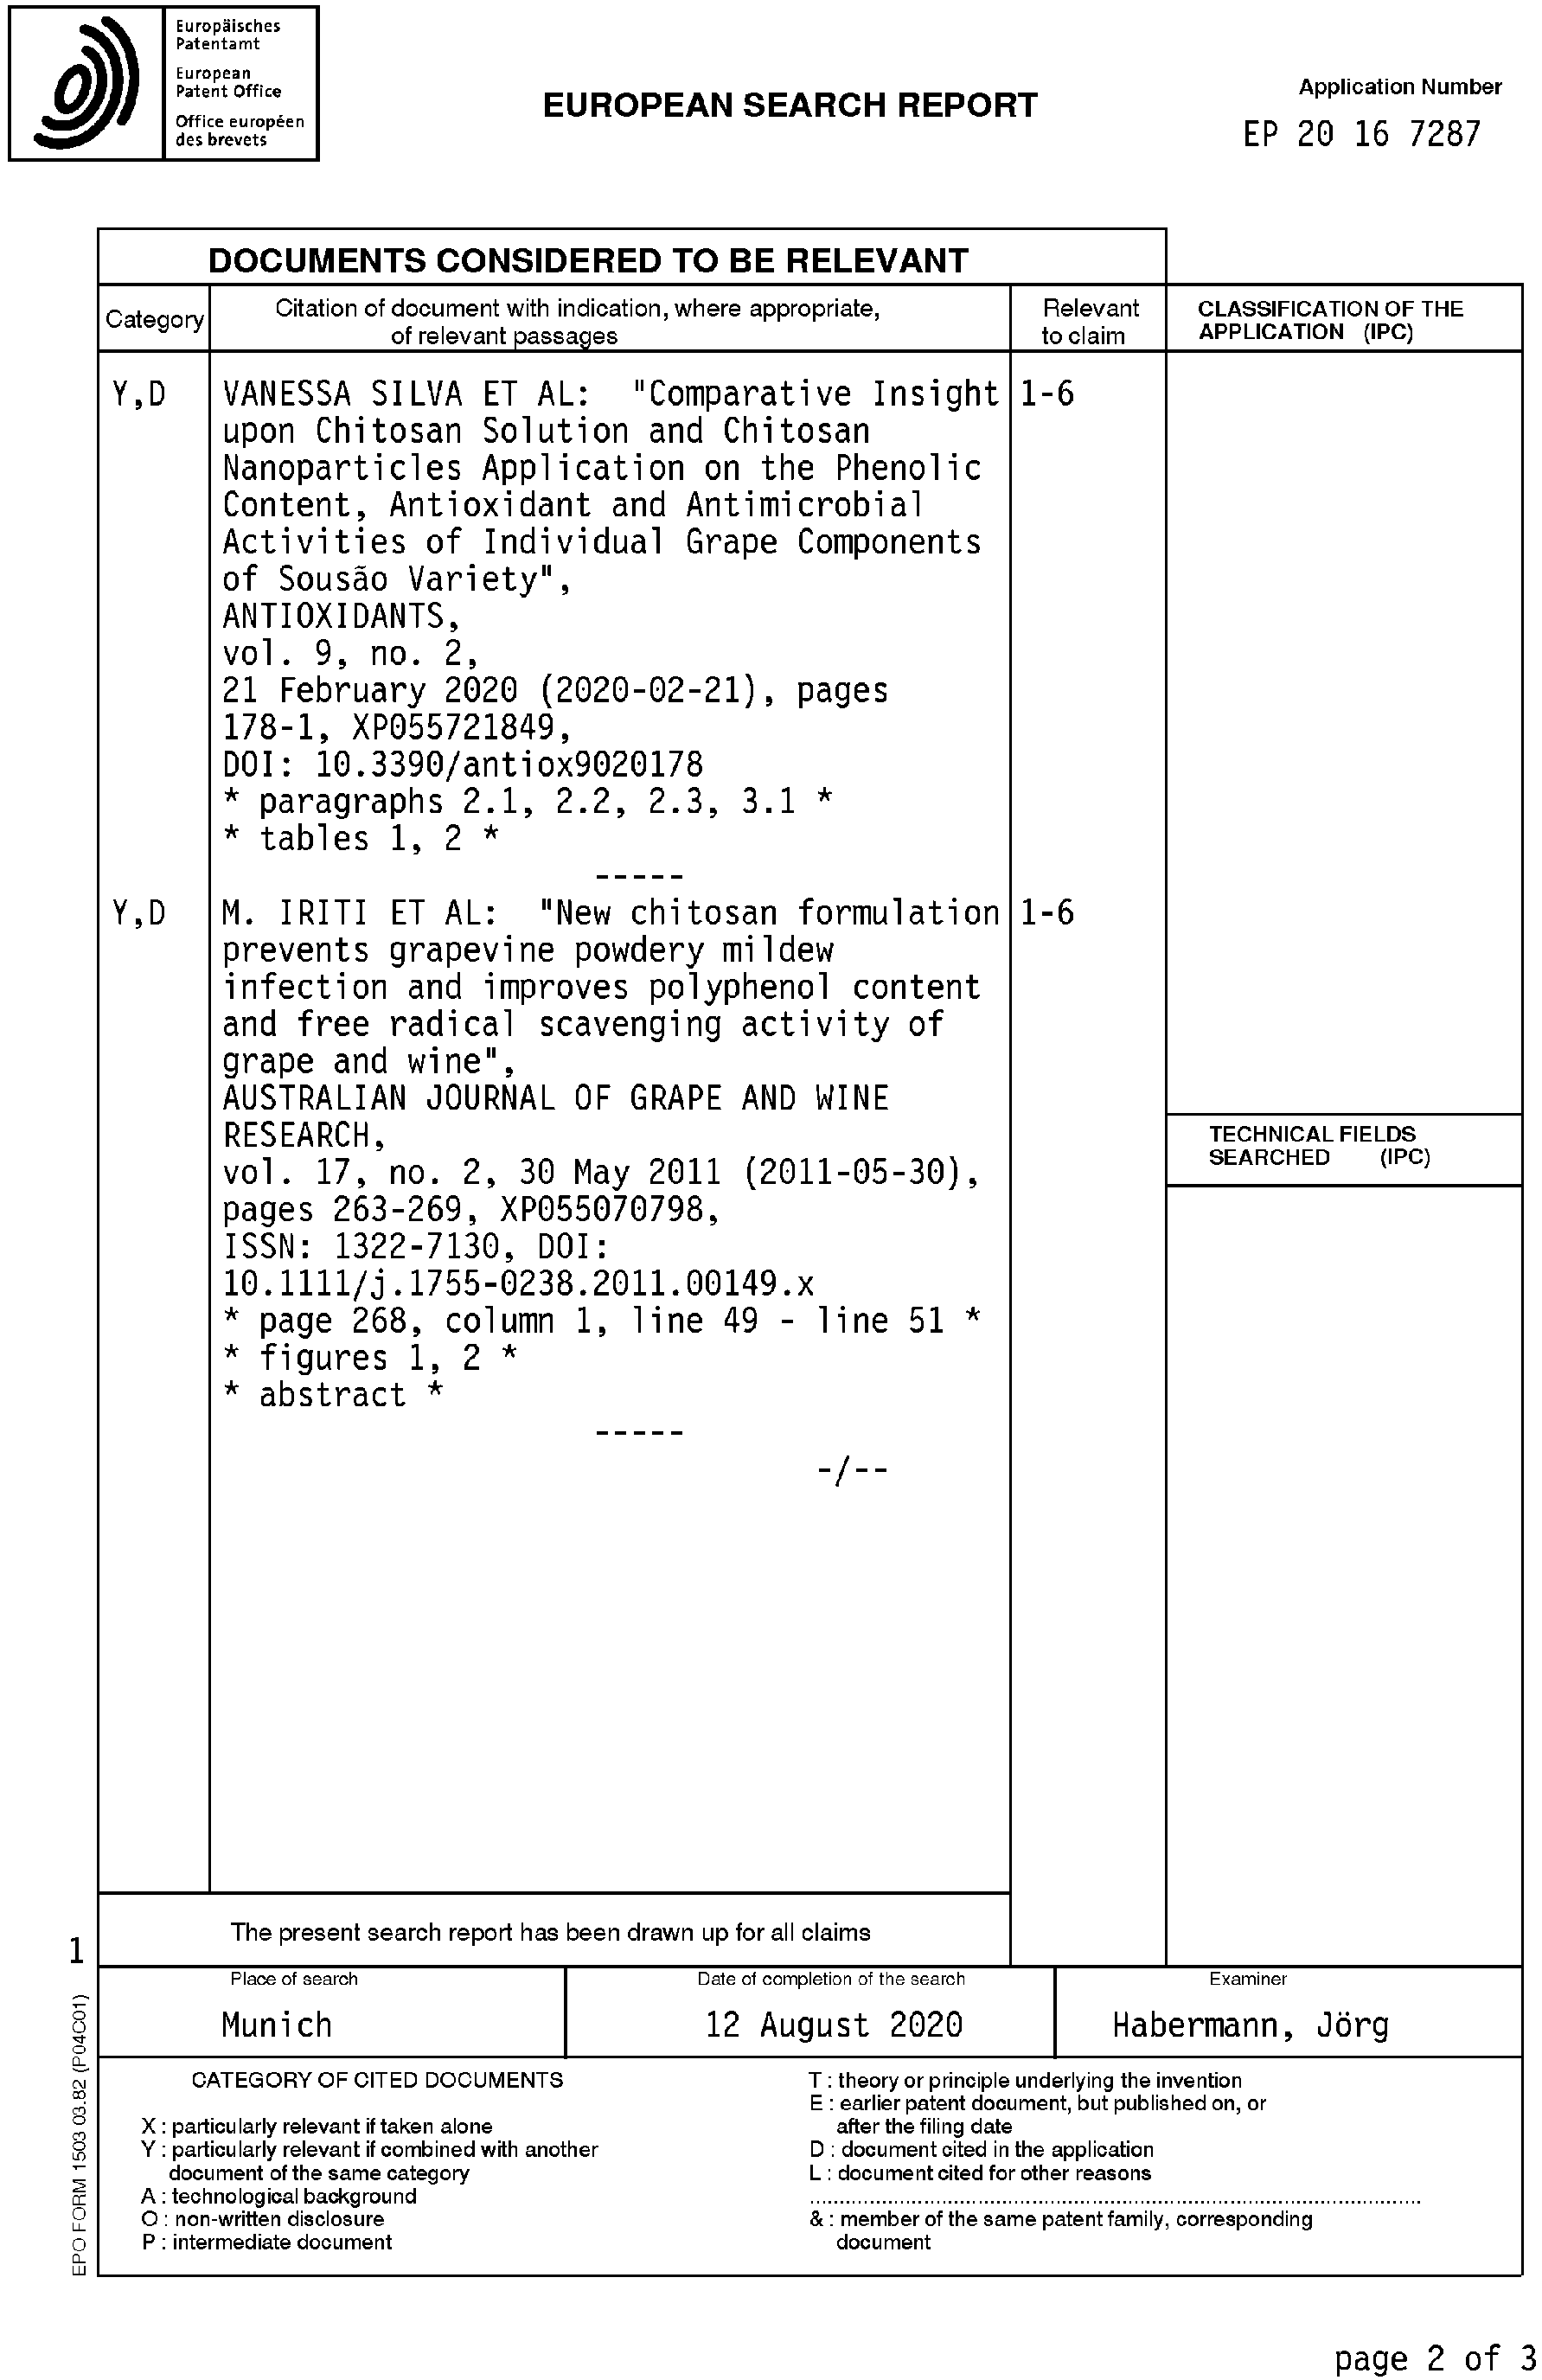 Europäisches
Patentamt
European
Patent Office
Office européen
des brevets
EUROPEAN SEARCH REPORT
Application Number
EP 20 16 7287
DOCUMENTS CONSIDERED TO BE RELEVANT
Category
Citation of document with indication, where appropriate,
of relevant passages
Relevant
to claim
CLASSIFICATION OF THE
APPLICATION (IPC)
Y,D
VANESSA SILVA ET AL: "Comparative Insight
1-6
upon Chitosan Solution and Chitosan
Nanoparticles Application on the Phenolic
Content, Antioxidant and Antimicrobial
Activities of Individual Grape Components
of Sousão Variety",
ANTIOXIDANTS,
vol. 9, no. 2,
21 February 2020 (2020-02-21), pages
178-1, XP055721849,
DOI: 10.3390/antiox9020178
* paragraphs 2.1, 2.2, 2.3, 3.1 *
* tables 1, 2 *
-----
Y,D
M. IRITI ET AL: "New chitosan formulation
1-6
prevents grapevine powdery mildew
infection and improves polyphenol content
and free radical scavenging activity of
grape and wine",
AUSTRALIAN JOURNAL OF GRAPE AND WINE
RESEARCH,
vol. 17, no. 2, 30 May 2011 (2011-05-30),
pages 263-269, XP055070798,
ISSN: 1322-7130, DOI:
10.1111/j.1755-0238.2011.00149.x
* page 268, column 1, line 49 - line 51 *
* figures 1, 2 *
* abstract *
-----
-/--
TECHNICAL FIELDS
SEARCHED (IPC)
The present search report has been drawn up for all claims
1
Place of search
Munich
Date of completion of the search
12 August 2020
Examiner
Habermann, Jörg
CATEGORY OF CITED DOCUMENTS
X : particularly relevant if taken alone
Y : particularly relevant if combined with another
document of the same category
A : technological background
O : non-written disclosure
P : intermediate document
T : theory or principle underlying the invention
E : earlier patent document, but published on, or
after the filing date
D : document cited in the application
L : document cited for other reasons
& : member of the same patent family, corresponding
document
EPO FORM 1503 03.82 (P04C01)
page 2 of 3